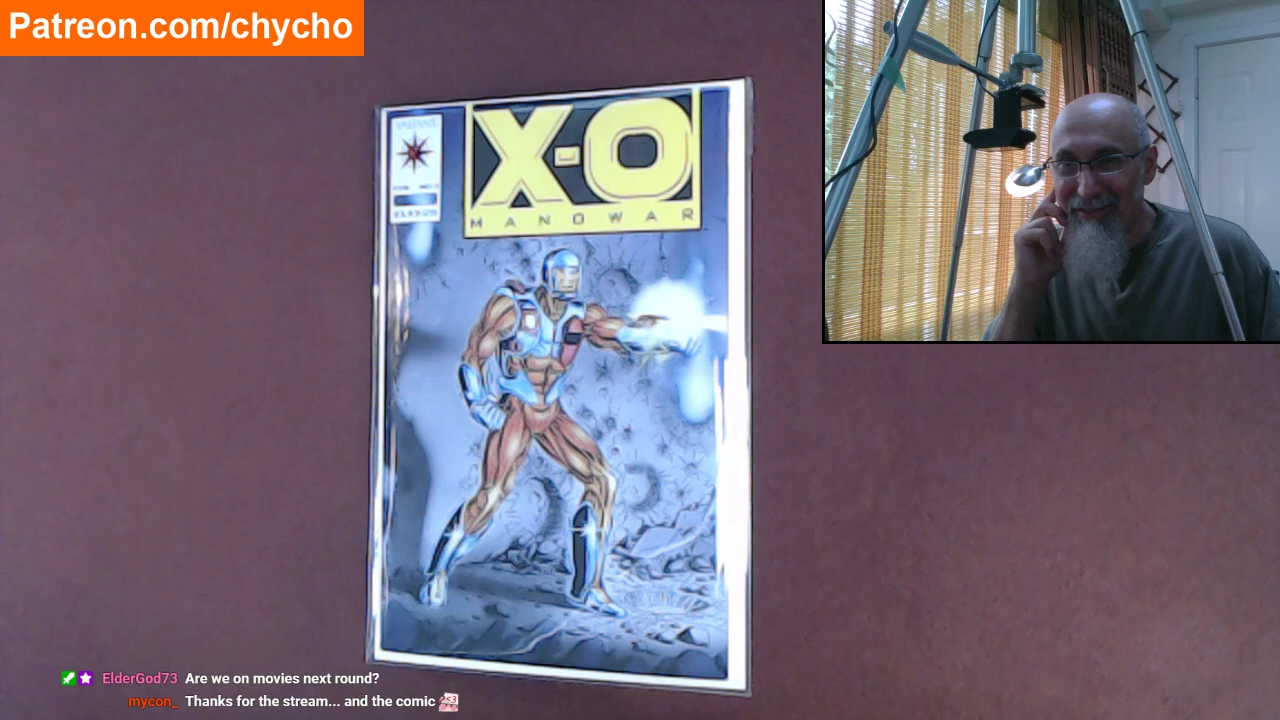 Patreon.com/chycho
X-O
MANOWAR
ElderGod73 Are we on movies next round?
mycon_ Thanks for the stream... and the comic